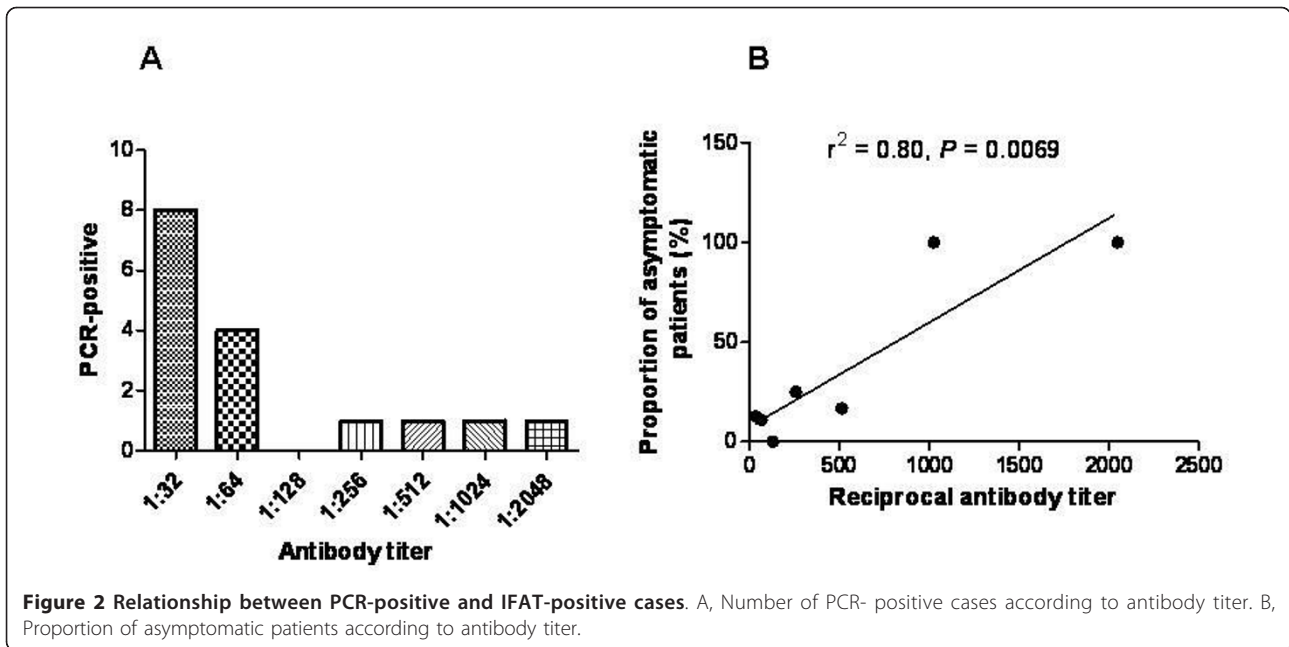 A
10
8
6
4
2
0
PCR-positive
1:32
1:64
1:128
1:256
1:512
1:1024
1:2048
Antibody titer
B
r² = 0.80, P = 0.0069
150
100
50
0
Proportion of asymptomatic
patients (%)
0 500 1000 1500 2000 2500
Reciprocal antibody titer
Figure 2 Relationship between PCR-positive and IFAT-positive cases. A, Number of PCR- positive cases according to antibody titer. B,
Proportion of asymptomatic patients according to antibody titer.